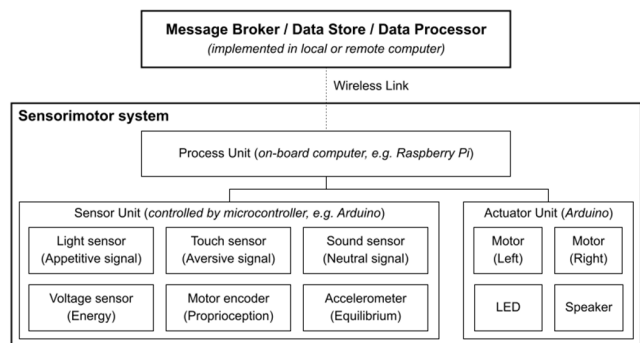 Message Broker / Data Store / Data Processor
(implemented in local or remote computer)
Wireless Link
Sensorimotor system
Process Unit (on-board computer, e.g. Raspberry Pi)
Sensor Unit (controlled by microcontroller, e.g. Arduino)
Light sensor
(Appetitive signal)
Touch sensor
(Aversive signal)
Sound sensor
(Neutral signal)
Voltage sensor
(Energy)
Motor encoder
(Proprioception)
Accelerometer
(Equilibrium)
Actuator Unit (Arduino)
Motor
(Left)
Motor
(Right)
LED
Speaker